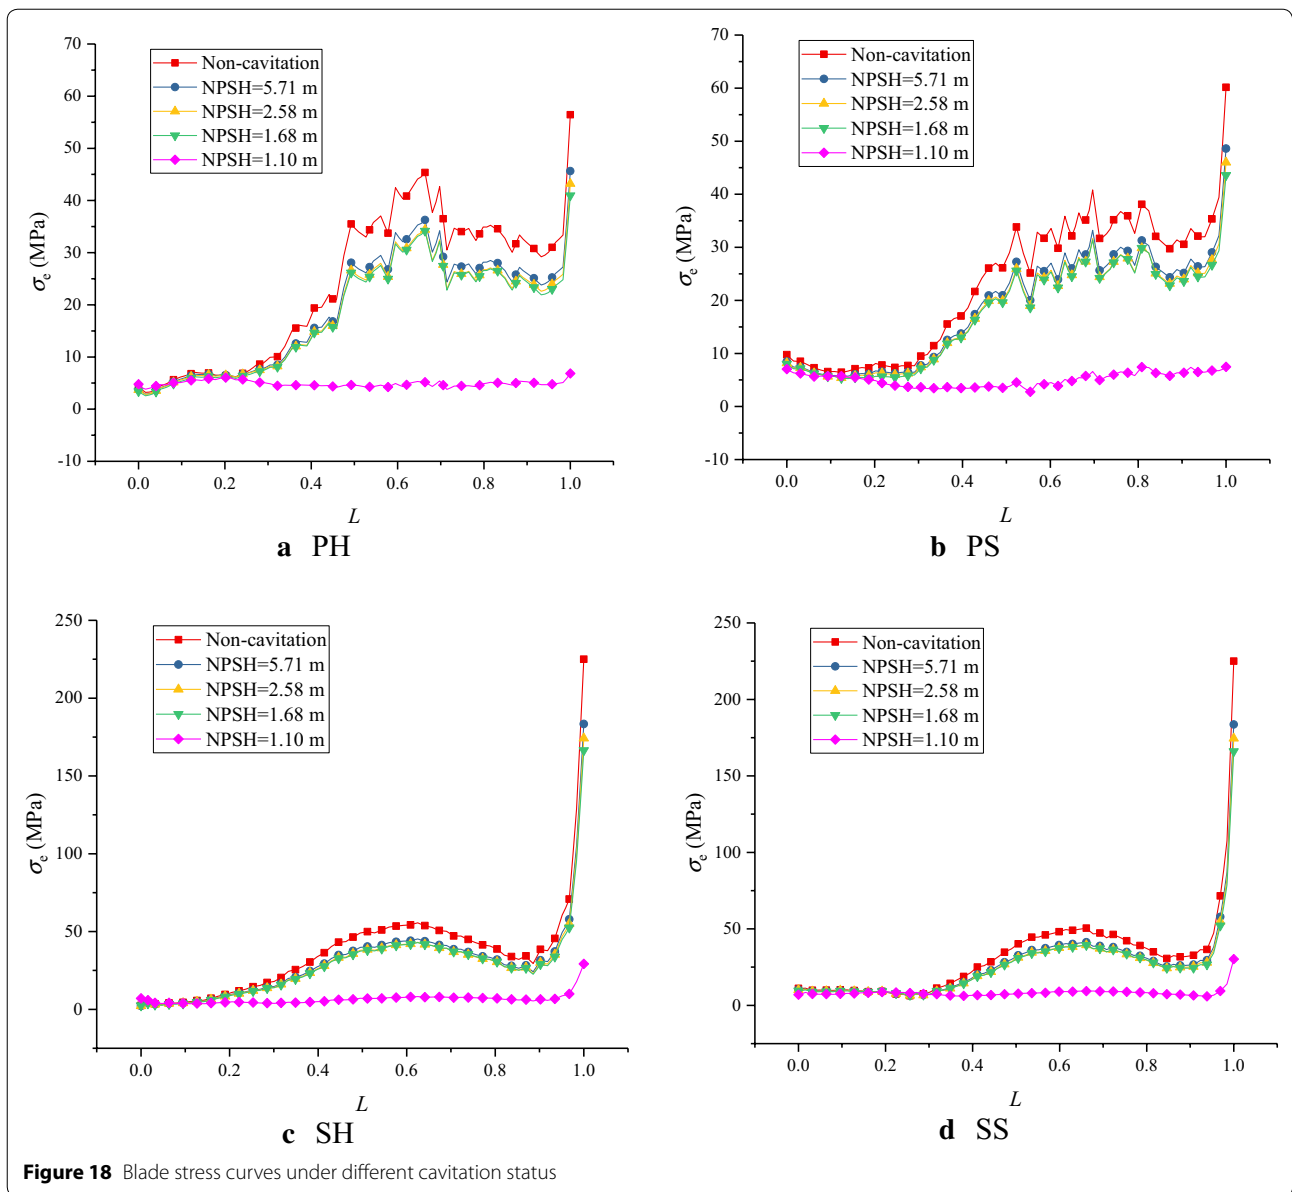 70
60
50
40
30
20
10
0
-10
σe (MPa)
Non-cavitation
NPSH=5.71 m
NPSH=2.58 m
NPSH=1.68 m
NPSH=1.10 m
0.0 0.2 0.4 0.6 0.8 1.0
L
a PH
70
60
50
40
30
20
10
0
-10
σe (MPa)
Non-cavitation
NPSH=5.71 m
NPSH=2.58 m
NPSH=1.68 m
NPSH=1.10 m
0.0 0.2 0.4 0.6 0.8 1.0
L
b PS
250
200
150
100
50
0
σe (MPa)
Non-cavitation
NPSH=5.71 m
NPSH=2.58 m
NPSH=1.68 m
NPSH=1.10 m
0.0 0.2 0.4 0.6 0.8 1.0
L
c SH
250
200
150
100
50
0
σe (MPa)
Non-cavitation
NPSH=5.71 m
NPSH=2.58 m
NPSH=1.68 m
NPSH=1.10 m
0.0 0.2 0.4 0.6 0.8 1.0
L
d SS
Figure 18 Blade stress curves under different cavitation status